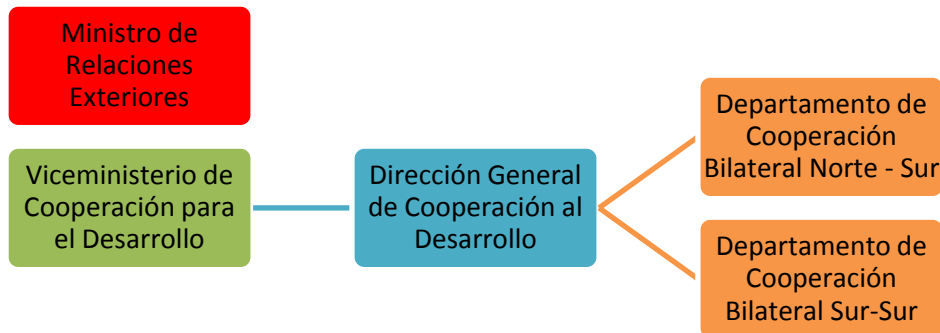 Ministro de
Relaciones
Exteriores
Viceministerio de
Cooperación para
el Desarrollo
Dirección General
de Cooperación al
Desarrollo
Departamento de
Cooperación
Bilateral Norte - Sur
Departamento de
Cooperación
Bilateral Sur-Sur